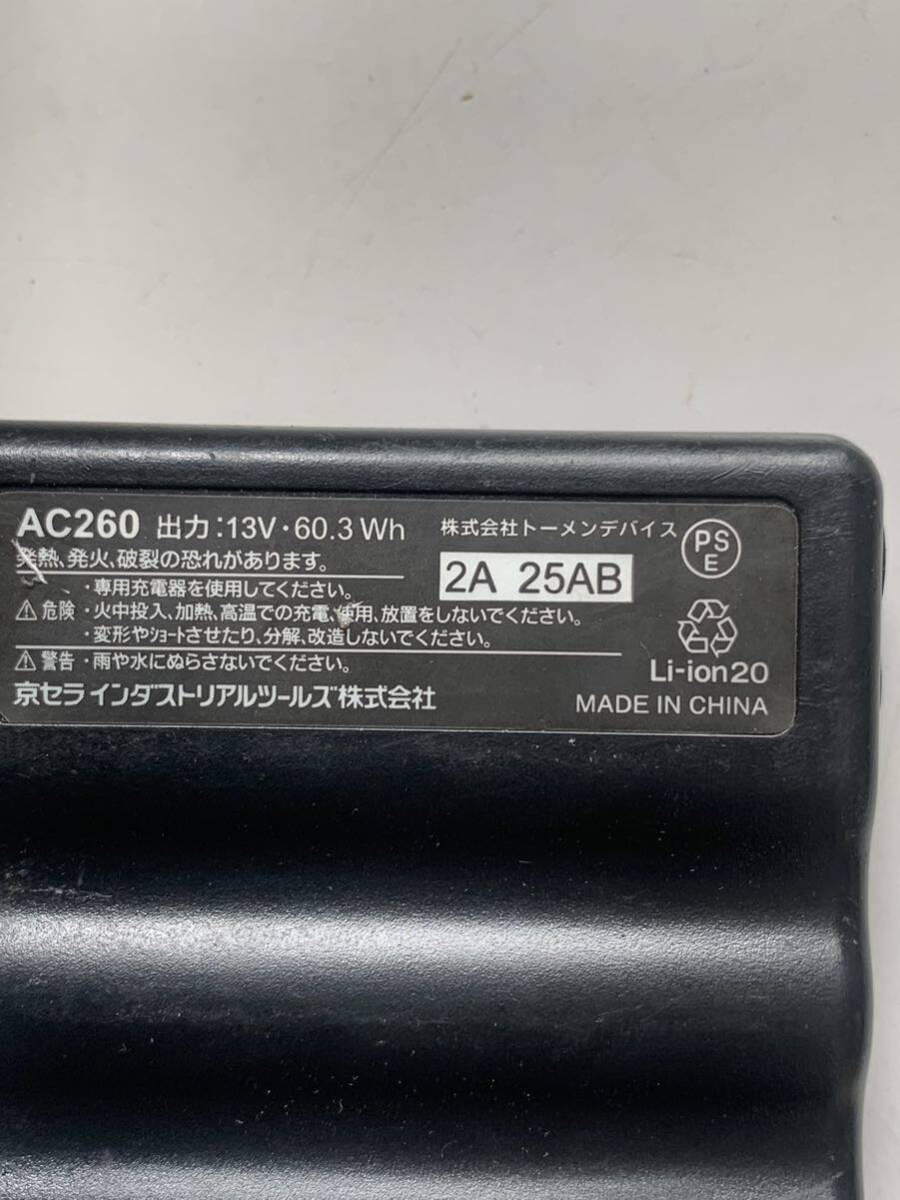 AC260 出力:13V・60.3 Wh
発熱、発火、破裂の恐れがあります。
・専用充電器を使用してください。
危険 ・火中投入、加熱、高温での充電、使用、放置をしないでください。
・変形やショートさせたり、分解、改造しないでください。
警告 ・雨や水にぬらさないでください。
京セラ インダストリアルツールズ株式会社
株式会社トーメンデバイス
2A 25AB
PS
E
Li-ion20
MADE IN CHINA